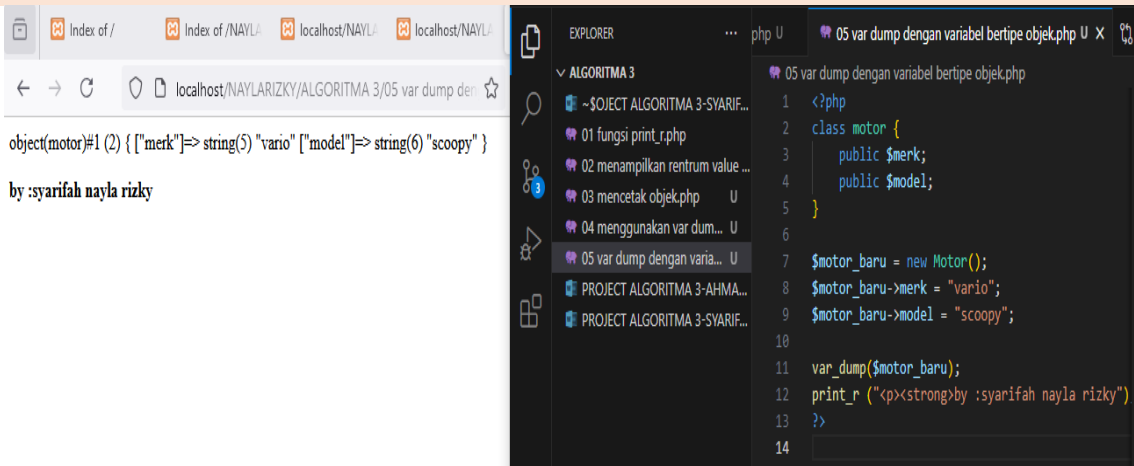 Index of /
Index of /NAYLA
localhost/NAYLA
localhost/NAYLA
localhost/NAYLARIZKY/ALGORITMA 3/05 var dump den
object(motor)#1 (2) { ["merk"]=> string(5) "vario" ["model"]=> string(6) "scoopy" }
by :syarifah nayla rizky
EXPLORER ...
ALGORITMA 3
~$OJECT ALGORITMA 3-SYARIF...
01 fungsi print_r.php
02 menampilkan rentrum value ...
03 mencetak objek.php U
04 menggunakan var dum... U
05 var dump dengan varia... U
PROJECT ALGORITMA 3-AHMA...
PROJECT ALGORITMA 3-SYARIF...
3
php U
05 var dump dengan variabel bertipe objek.php U X
05 var dump dengan variabel bertipe objek.php
1 <?php
2 class motor {
3 public $merk;
4 public $model;
5 }
6
7 $motor_baru = new Motor();
8 $motor_baru->merk = "vario";
9 $motor_baru->model = "scoopy";
10
11 var_dump($motor_baru);
12 print_r ("<p><strong>by :syarifah nayla rizky")
13 ?>
14